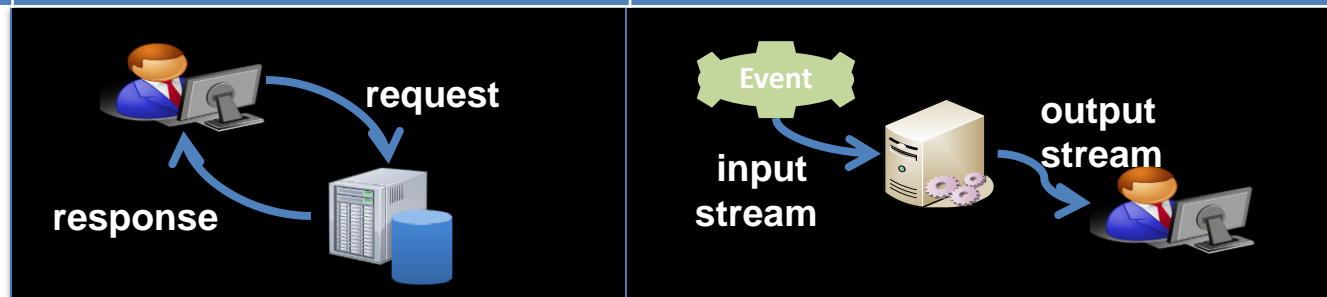 request
response
Event
input
stream
output
stream